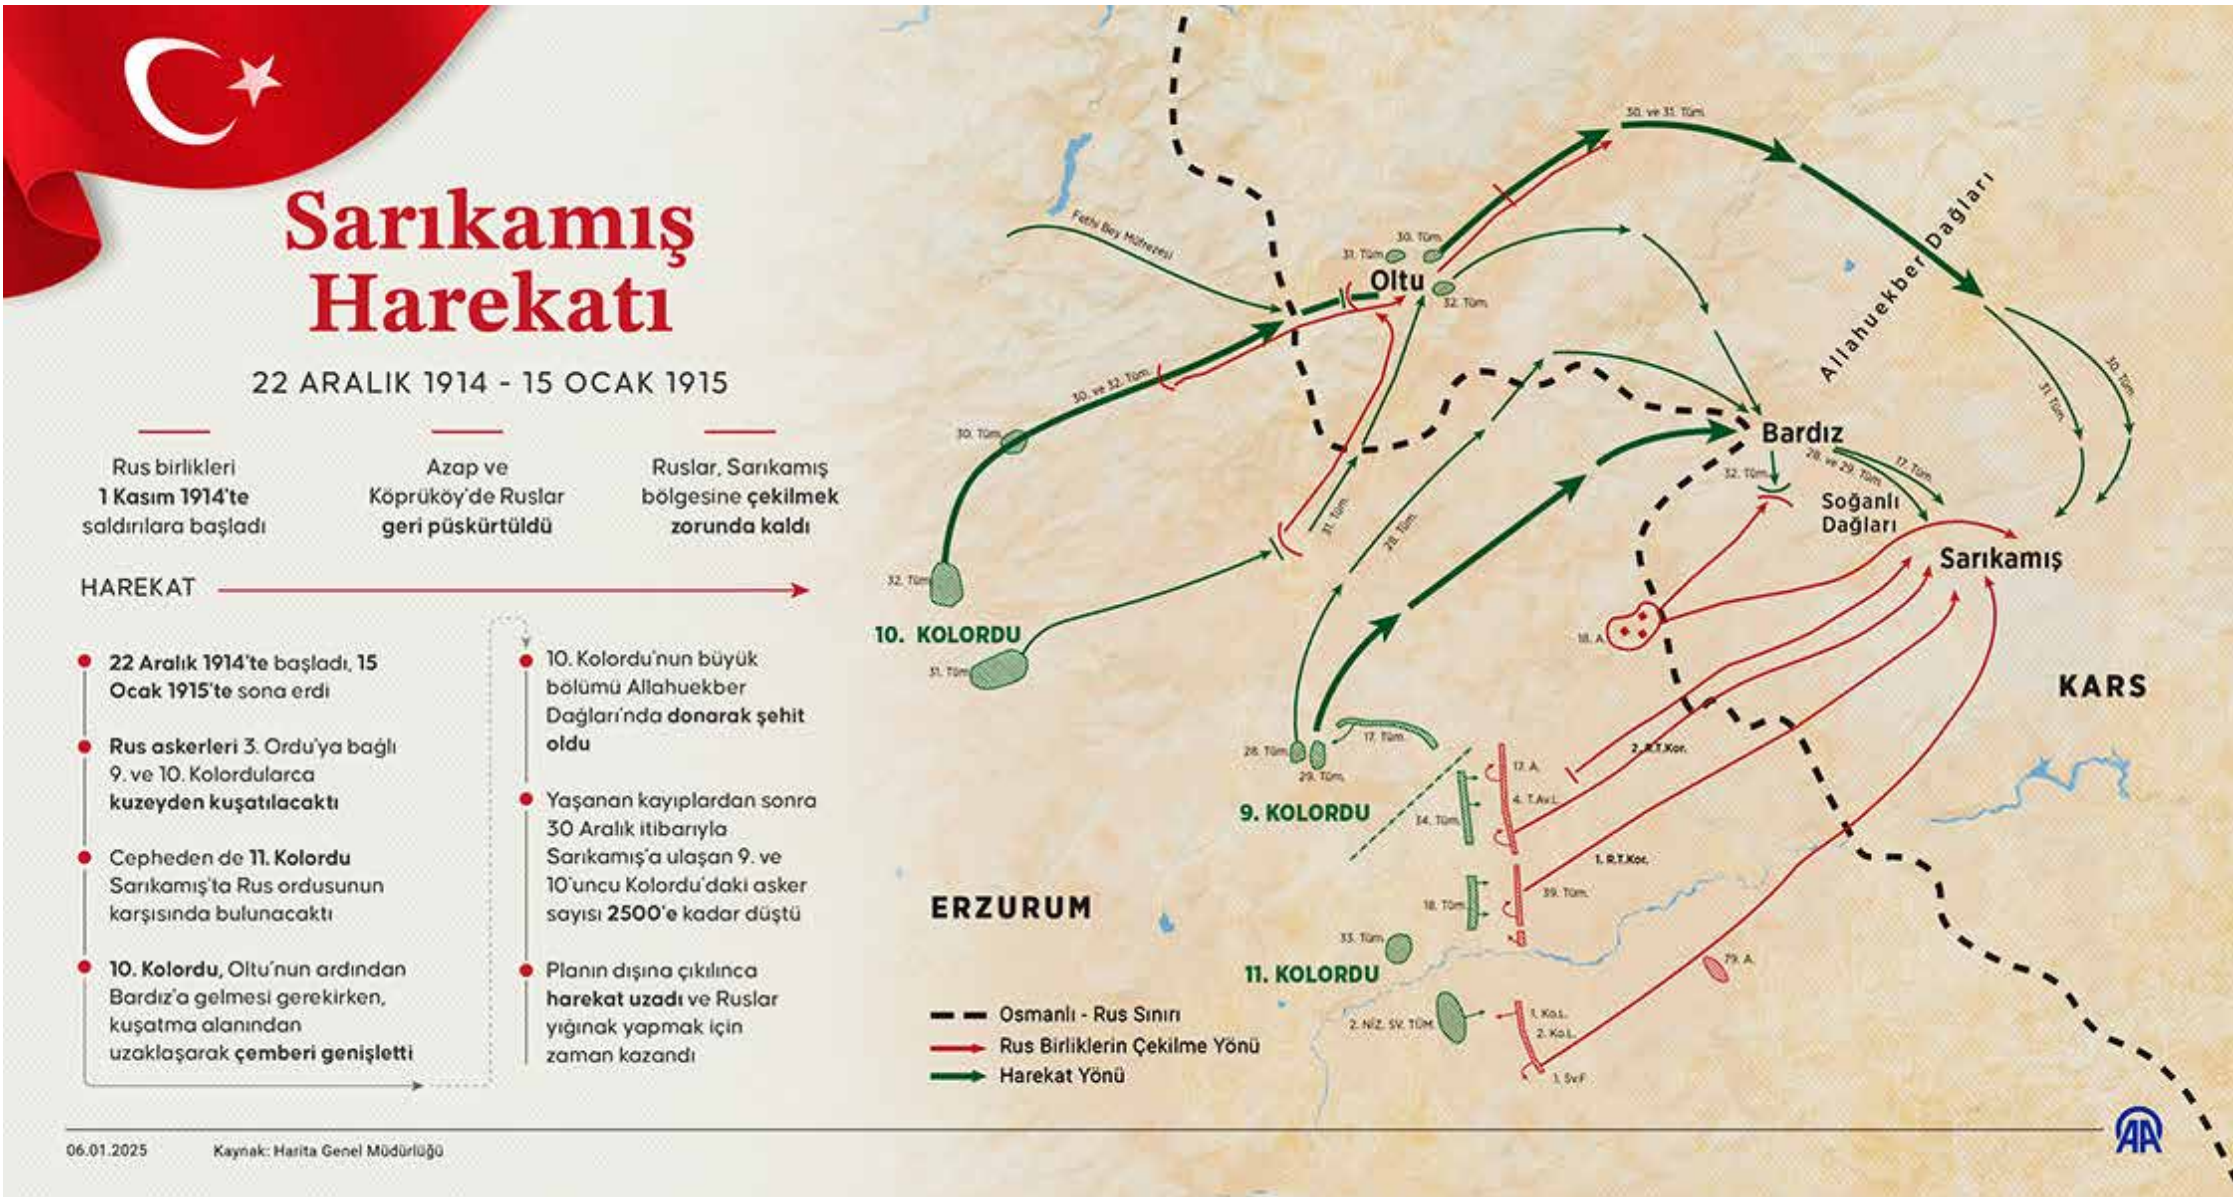 Sarıkamış
Harekatı
22 ARALIK 1914 - 15 OCAK 1915
Rus birlikleri
1 Kasım 1914'te
saldırılara başladı
Azap ve
Köprüköy'de Ruslar
geri püskürtüldü
Ruslar, Sarıkamış
bölgesine çekilmek
zorunda kaldı
HAREKAT
22 Aralık 1914'te başladı, 15
Ocak 1915'te sona erdi
Rus askerleri 3. Ordu'ya bağlı
9. ve 10. Kolordularca
kuzeyden kuşatılacaktı
Cepheden de 11. Kolordu
Sarıkamış'ta Rus ordusunun
karşısında bulunacaktı
10. Kolordu, Oltu'nun ardından
Bardız'a gelmesi gerekirken,
kuşatma alanından
uzaklaşarak çemberi genişletti
10. Kolordu'nun büyük
bölümü Allahuekber
Dağları'nda donarak şehit
oldu
Yaşanan kayıplardan sonra
30 Aralık itibarıyla
Sarıkamış'a ulaşan 9. ve
10'uncu Kolordu'daki asker
sayısı 2500'e kadar düştü
Planın dışına çıkılınca
harekat uzadı ve Ruslar
yığınak yapmak için
zaman kazandı
30. ve 31. Tüm.
Allahuekber Dağları
Fethi Bey Müfrezesi
31. Tüm.
30. Tüm.
Oltu
32. Tüm.
30. ve 32. Tüm.
30. Tüm.
31. Tüm.
30. Tüm.
Bardız
32. Tüm.
28. ve 29. Tüm.
17. Tüm.
Soğanlı
Dağları
Sarıkamış
31. Tüm.
28. Tüm.
32. Tüm.
10. KOLORDU
31. Tüm.
18. A.
KARS
28. Tüm.
29. Tüm.
17. Tüm.
9. KOLORDU
2. R.T.Kor.
17. A.
4. T.Av.L.
34. Tüm.
1. R.T.Kor.
39. Tüm.
18. Tüm.
33. Tüm.
11. KOLORDU
79. A.
2. NİZ. SV. TÜM.
1. Ko.L.
2. Ko.L.
1. Sv.F
ERZURUM
Osmanlı - Rus Sınırı
Rus Birliklerin Çekilme Yönü
Harekat Yönü
06.01.2025
Kaynak: Harita Genel Müdürlüğü
AA